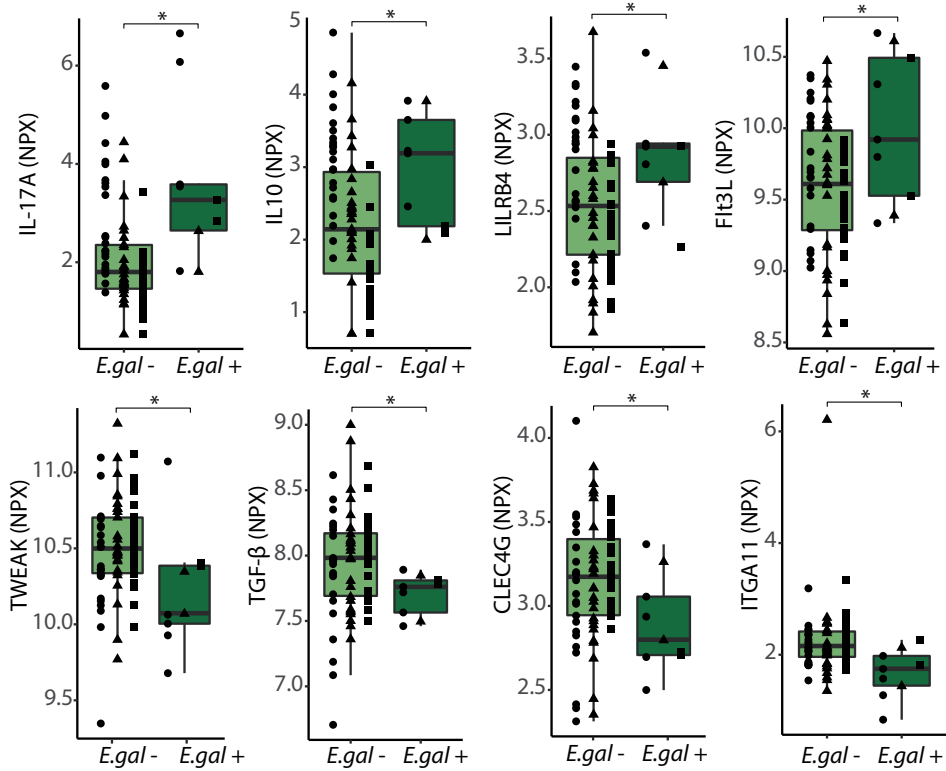 * * * *
IL-17A (NPX)
6
4
2
E.gal - E.gal +
IL10 (NPX)
5
4
3
2
1
E.gal - E.gal +
LILRB4 (NPX)
3.5
3.0
2.5
2.0
E.gal - E.gal +
Flt3L (NPX)
10.5
10.0
9.5
9.0
8.5
E.gal - E.gal +
* * * *
TWEAK (NPX)
11.0
10.5
10.0
9.5
E.gal - E.gal +
TGF-β (NPX)
9.0
8.5
8.0
7.5
7.0
E.gal - E.gal +
CLEC4G (NPX)
4.0
3.5
3.0
2.5
E.gal - E.gal +
ITGA11 (NPX)
6
4
2
E.gal - E.gal +